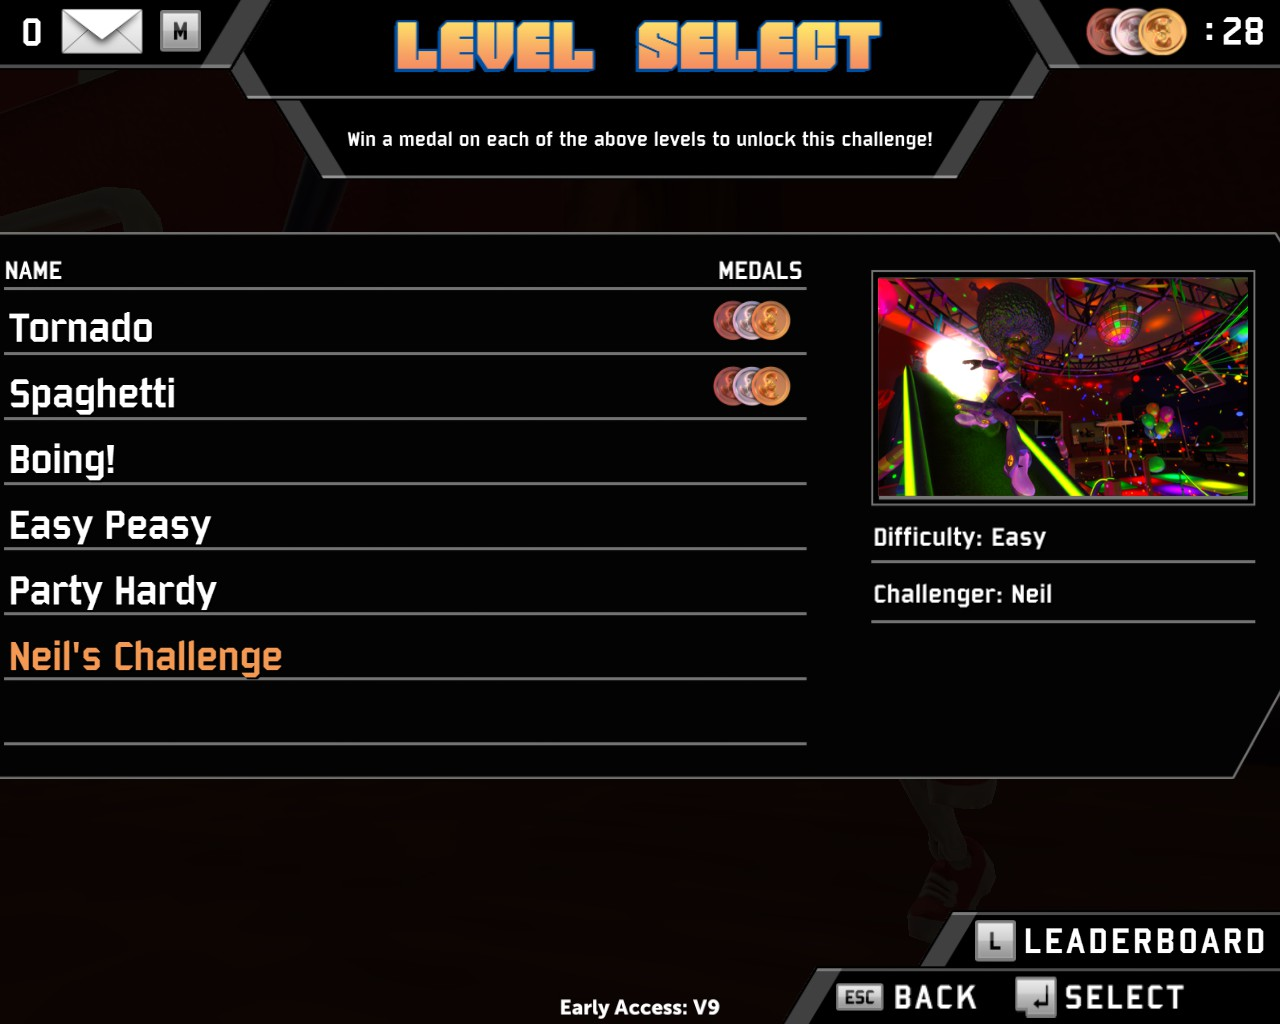 0 M LEVEL SELECT :28
Win a medal on each of the above levels to unlock this challenge!
NAME MEDALS
Tornado
Spaghetti
Boing!
Easy Peasy
Party Hardy
Neil's Challenge
Difficulty: Easy
Challenger: Neil
L LEADERBOARD
ESC BACK SELECT
Early Access: V9